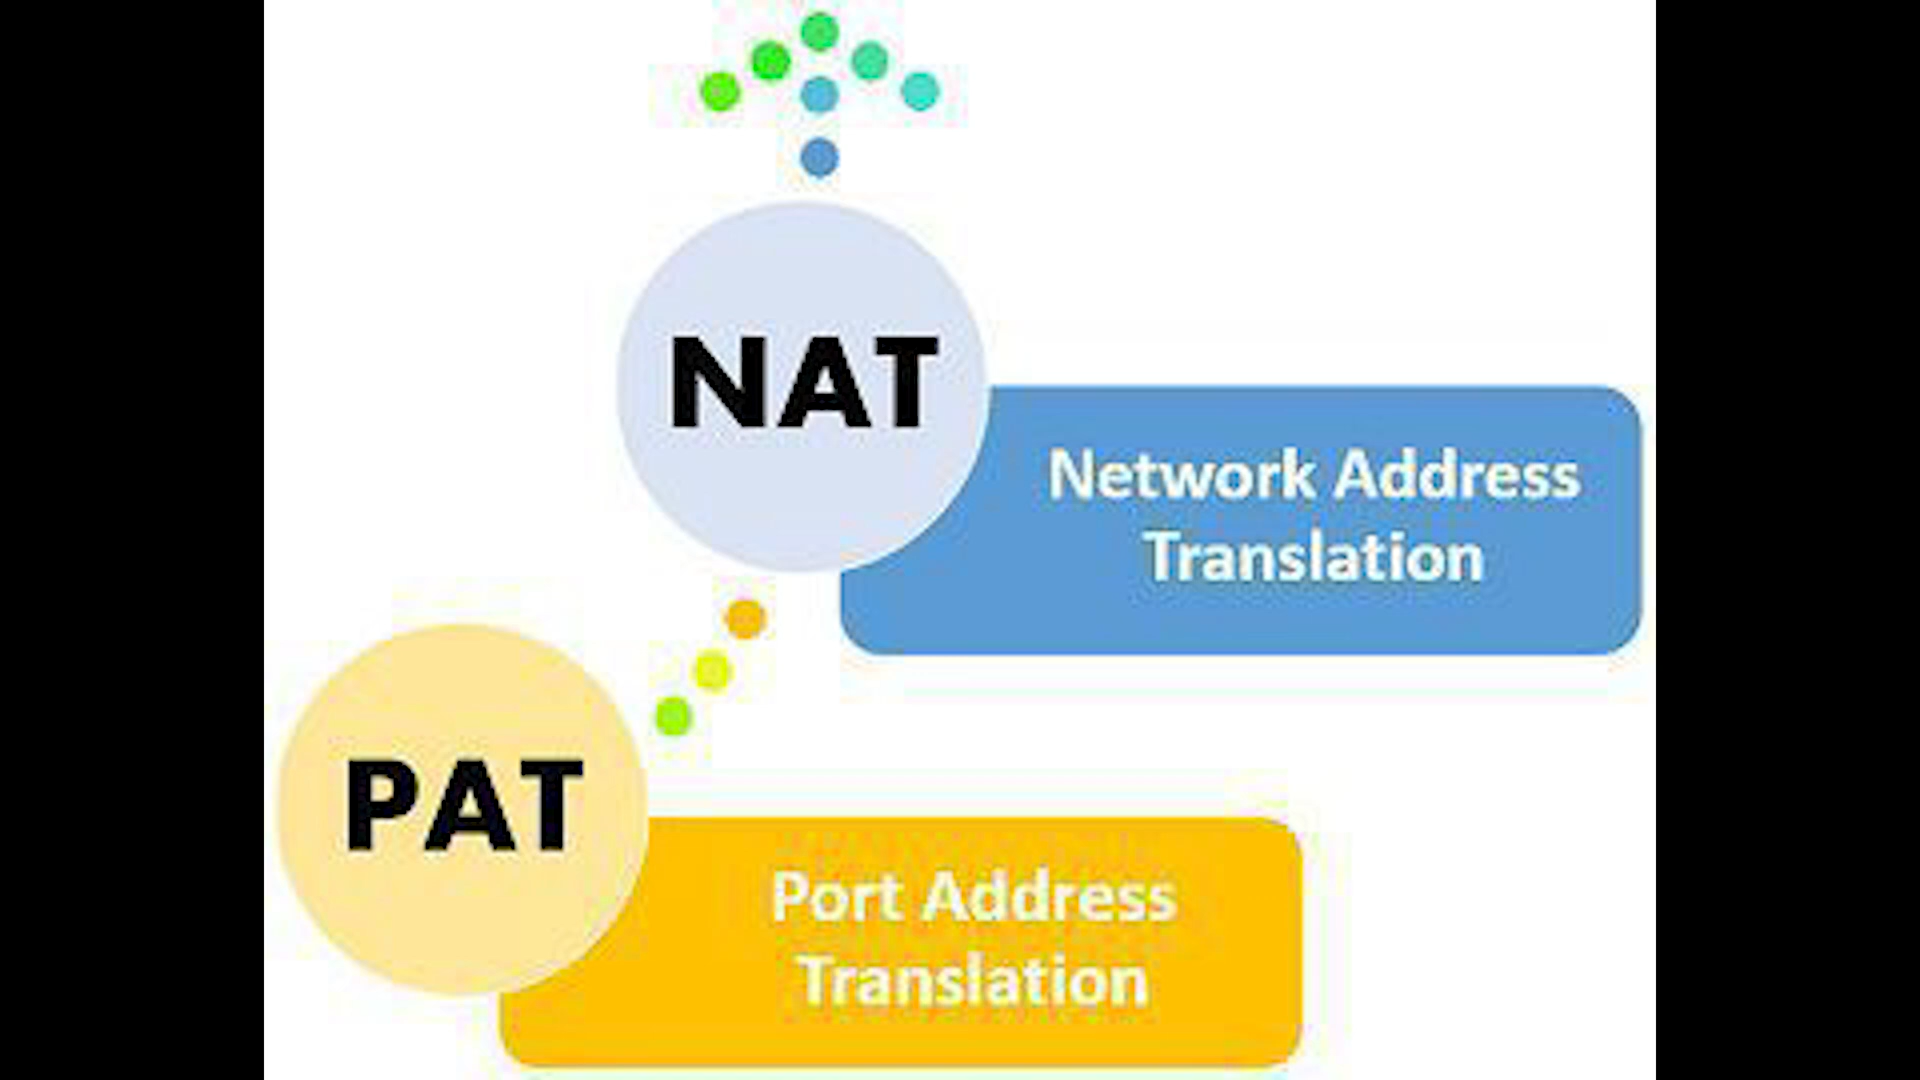 NAT
Network Address
Translation
PAT
Port Address
Translation